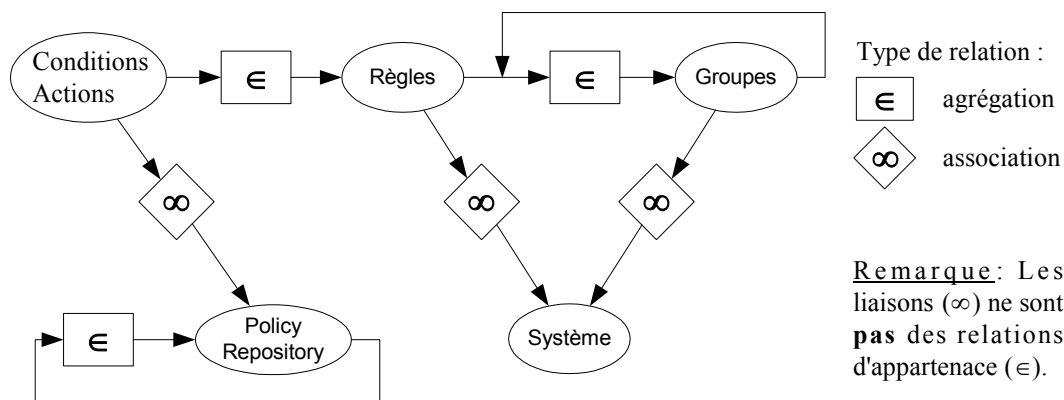 Conditions
Actions
∈
Règles
∈
Groupes
∞
∞
∞
∈
Policy
Repository
Système
Type de relation :
∈ agrégation
∞ association
Remarque: Les
liaisons (∞) ne sont
pas des relations
d'appartenace (∈).